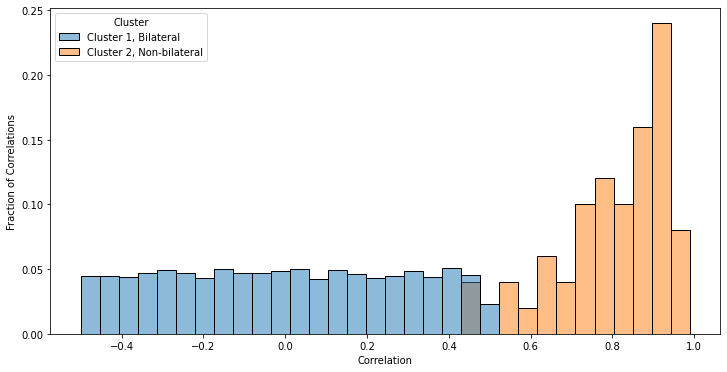 Cluster
Cluster 1, Bilateral
Cluster 2, Non-bilateral
Fraction of Correlations
0.25
0.20
0.15
0.10
0.05
0.00
−0.4
−0.2
0.0
0.2
0.4
0.6
0.8
1.0
Correlation